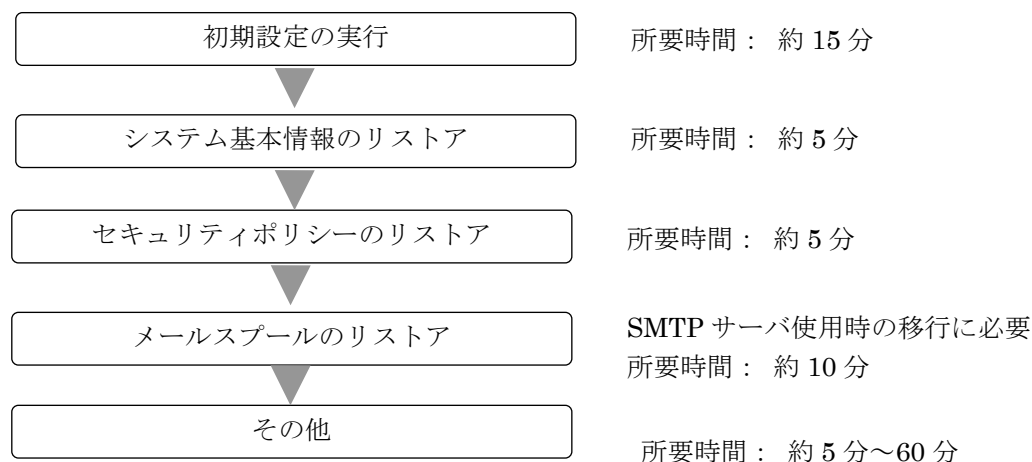 初期設定の実行
所要時間： 約 15 分
システム基本情報のリストア
所要時間： 約 5 分
セキュリティポリシーのリストア
所要時間： 約 5 分
メールスプールのリストア
SMTP サーバ使用時の移行に必要
所要時間： 約 10 分
その他
所要時間： 約 5 分～60 分